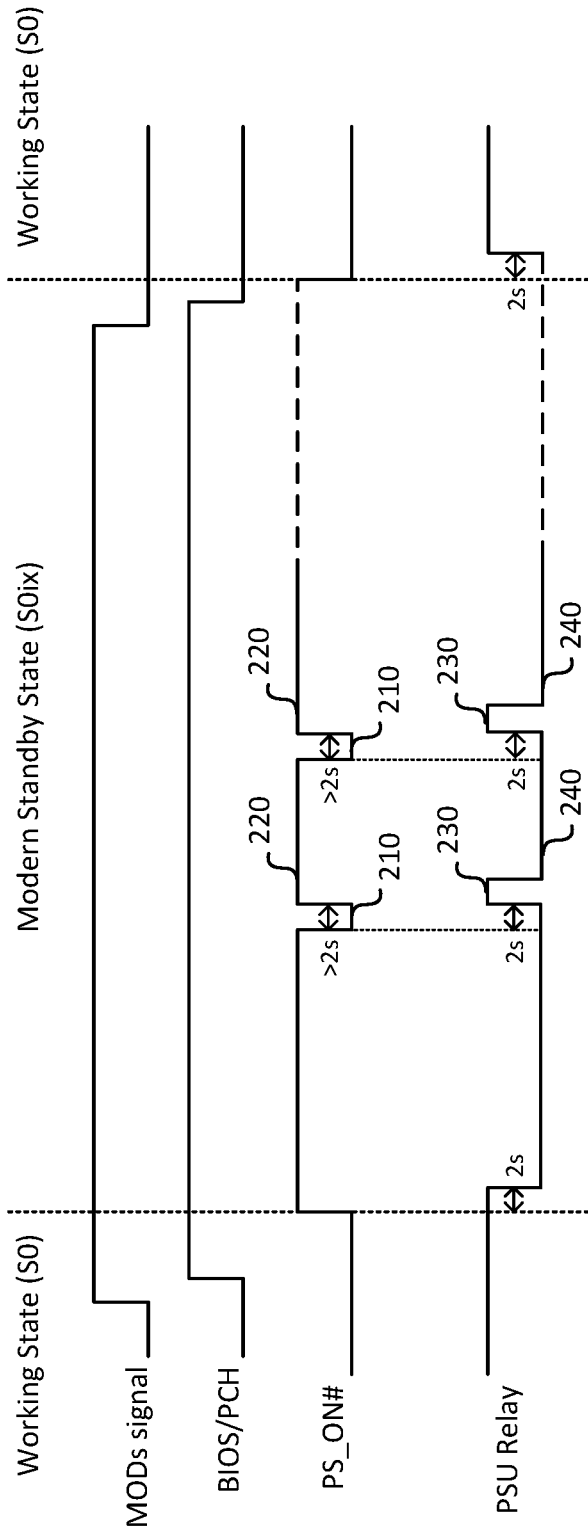 Working State (S0)
Modern Standby State (S0ix)
Working State (S0)
MODs signal
BIOS/PCH
PS_ON#
220
220
>2s
>2s
210
210
PSU Relay
2s
230
2s
230
2s
2s
240
240